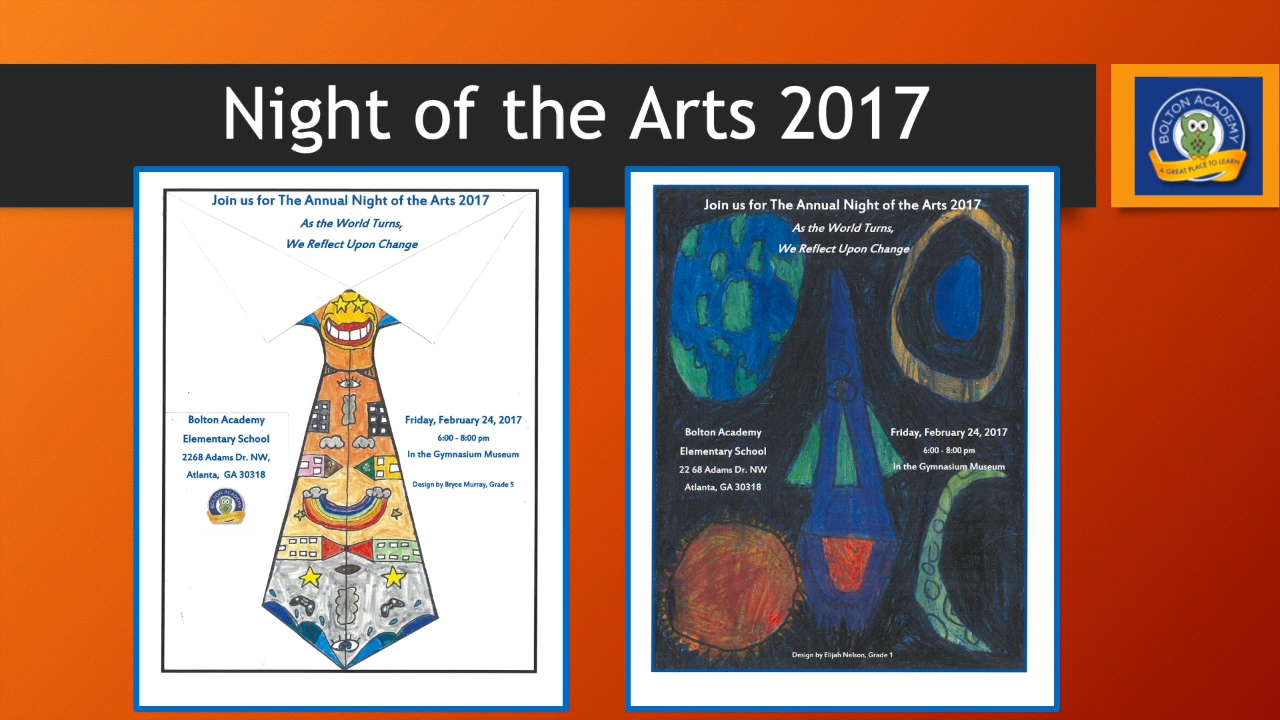 Night of the Arts 2017
BOLTON ACADEMY
A GREAT PLACE TO LEARN
Join us for The Annual Night of the Arts 2017
As the World Turns,
We Reflect Upon Change
Bolton Academy
Elementary School
2268 Adams Dr. NW,
Atlanta, GA 30318
BOLTON ACADEMY
Friday, February 24, 2017
6:00 - 8:00 pm
In the Gymnasium Museum
Design by Bryce Murray, Grade 5
Join us for The Annual Night of the Arts 2017
As the World Turns,
We Reflect Upon Change
Bolton Academy
Elementary School
22 68 Adams Dr. NW
Atlanta, GA 30318
Friday, February 24, 2017
6:00 - 8:00 pm
In the Gymnasium Museum
Design by Elijah Nelson, Grade 1